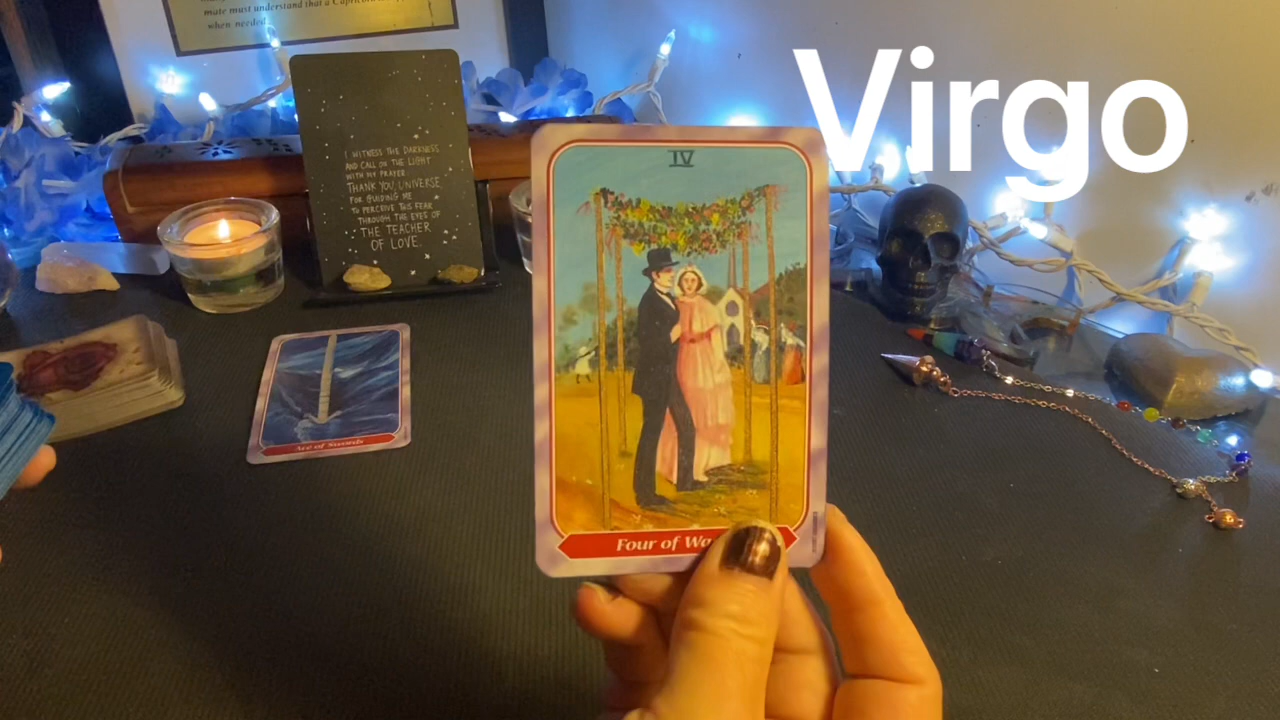 mate must understand that a Capricorn
when needed
Virgo
I WITNESS THE DARKNESS
AND CALL ON THE LIGHT
WITH MY PRAYER
THANK YOU, UNIVERSE,
FOR GUIDING ME
TO PERCEIVE THIS FEAR
THROUGH THE EYES OF
THE TEACHER
OF LOVE.
IV
Ace of Swords
Four of